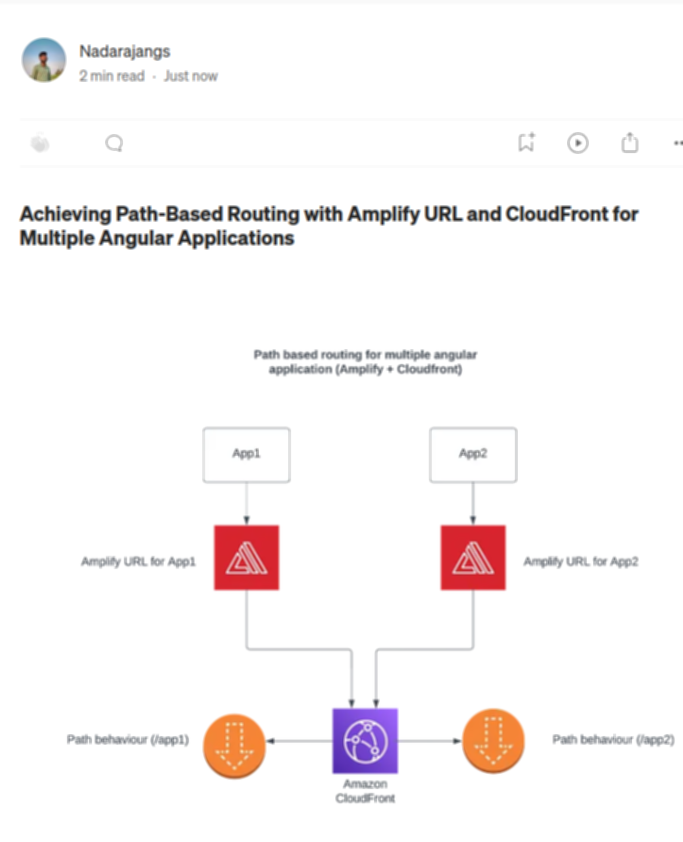 Nadarajangs
2 min read · Just now
Achieving Path-Based Routing with Amplify URL and CloudFront for
Multiple Angular Applications
Path based routing for multiple angular
application (Amplify + Cloudfront)
App1
App2
Amplify URL for App1
Amplify URL for App2
Path behaviour (/app1)
Path behaviour (/app2)
Amazon
CloudFront